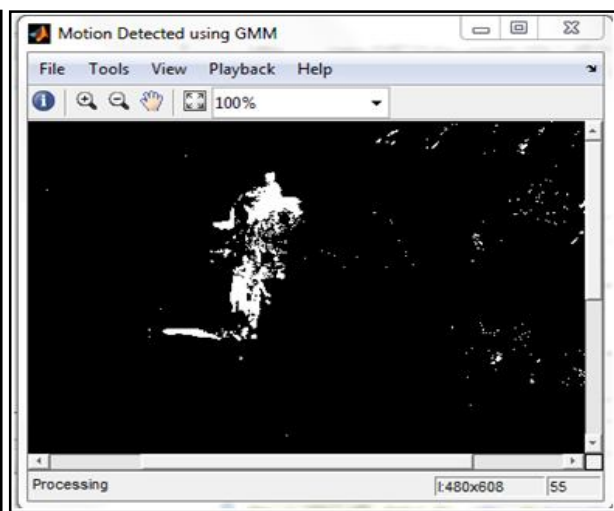 Motion Detected using GMM
File Tools View Playback Help
100%
Processing I:480x608 55